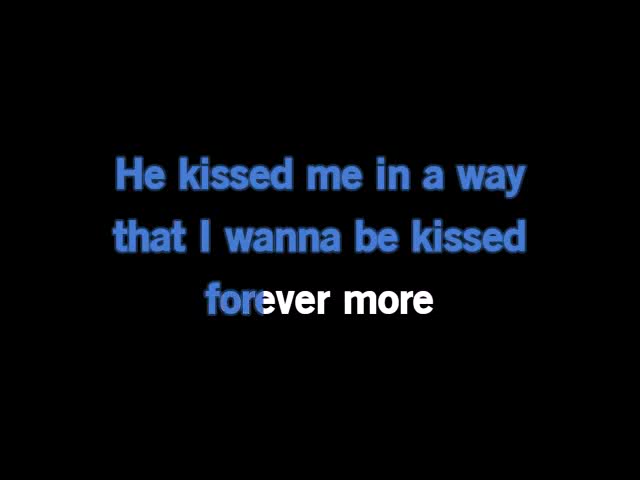 He kissed me in a way
that I wanna be kissed
forever more